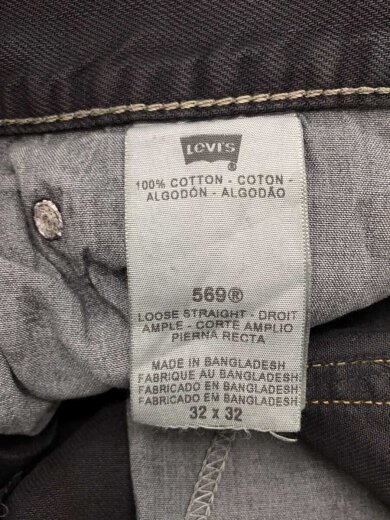 Levi's
®
100% COTTON - COTON -
ALGODÓN - ALGODÃO
569®
LOOSE STRAIGHT - DROIT
AMPLE - CORTE AMPLIO
PIERNA RECTA
MADE IN BANGLADESH
FABRIQUE AU BANGLADESH
FABRICADO EN BANGLADESH
FABRICADO EM BANGLADESH
32 x 32